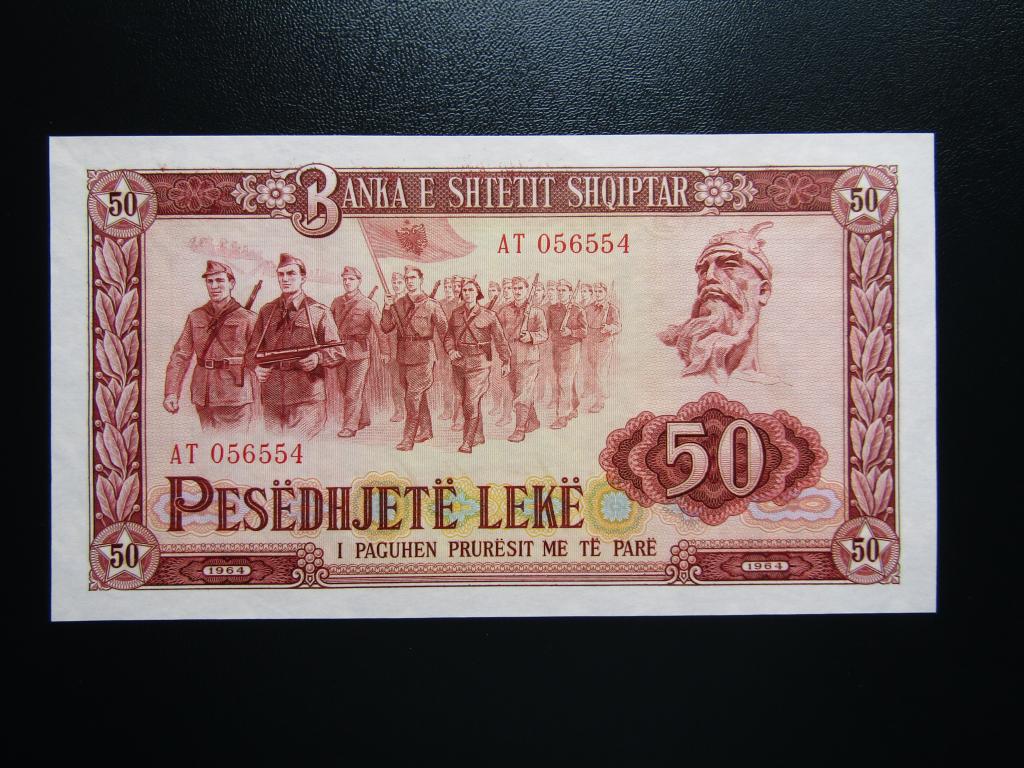 50 BANKA E SHTETIT SHQIPTAR 50
AT 056554
AT 056554
50
PESËDHJETË LEKË
I PAGUHEN PRURËSIT ME TË PARË
50 1964 1964 50